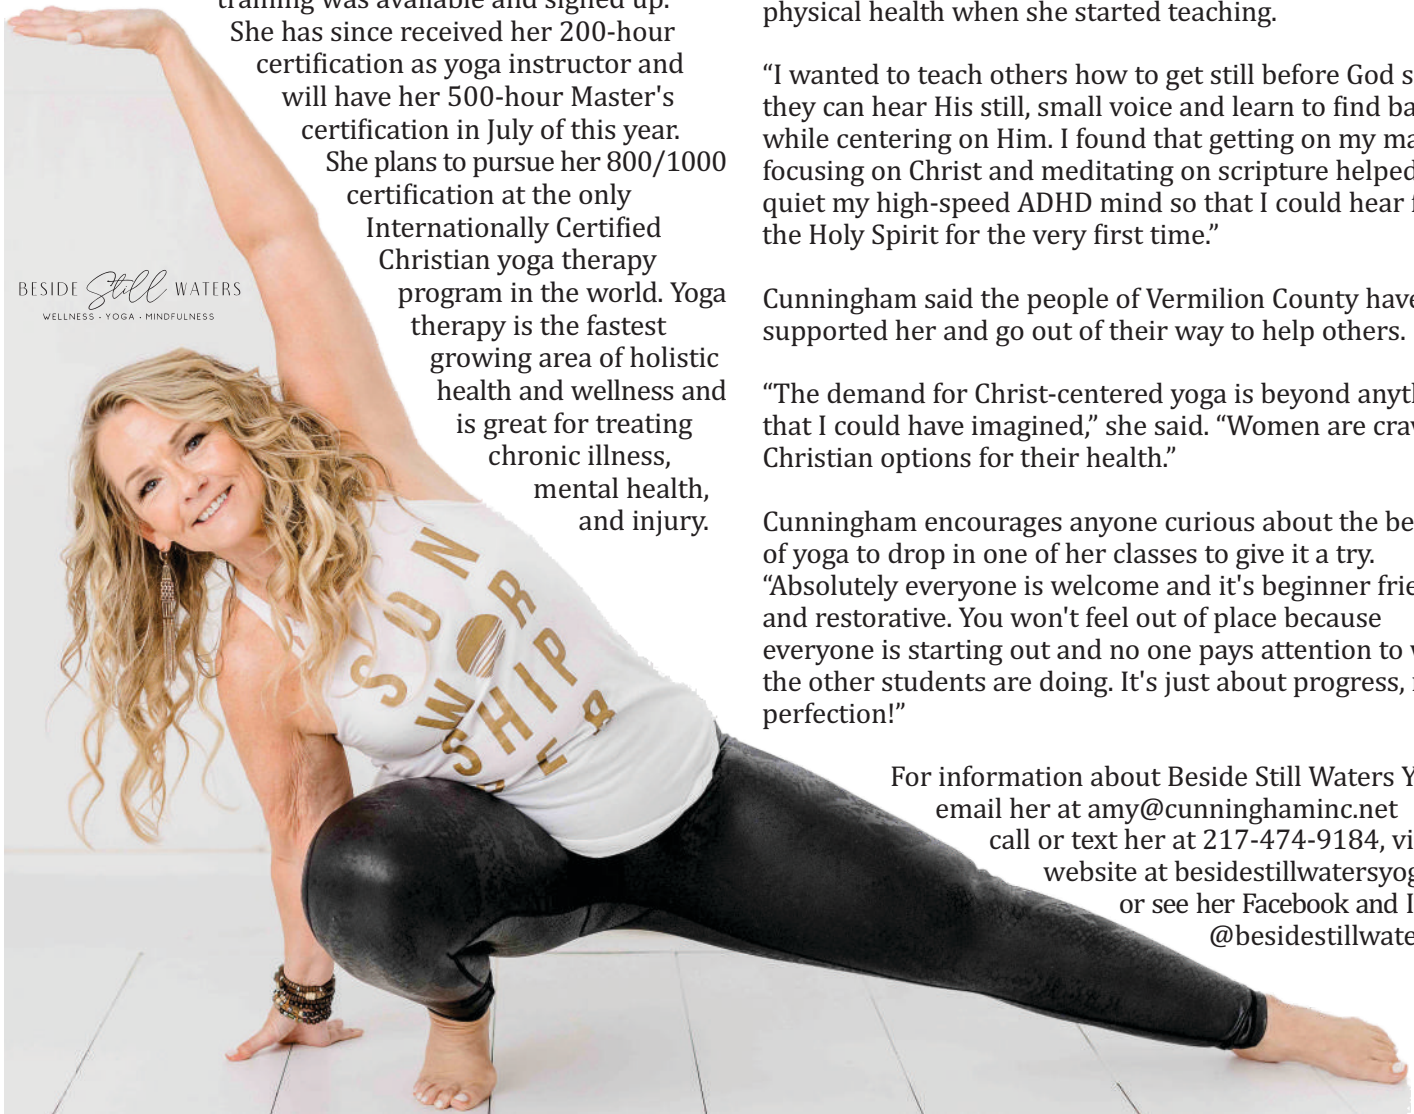 training was available and signed up.
She has since received her 200-hour
certification as yoga instructor and
will have her 500-hour Master's
certification in July of this year.
She plans to pursue her 800/1000
certification at the only
Internationally Certified
Christian yoga therapy
program in the world. Yoga
therapy is the fastest
growing area of holistic
health and wellness and
is great for treating
chronic illness,
mental health,
and injury.
BESIDE Still WATERS
WELLNESS · YOGA · MINDFULNESS
SON
WOR
SHIP
ER
physical health when she started teaching.
“I wanted to teach others how to get still before God
they can hear His still, small voice and learn to find
while centering on Him. I found that getting on my
focusing on Christ and meditating on scripture helped
quiet my high-speed ADHD mind so that I could hear
the Holy Spirit for the very first time.”
Cunningham said the people of Vermilion County have
supported her and go out of their way to help others.
“The demand for Christ-centered yoga is beyond
that I could have imagined,” she said. “Women are
Christian options for their health.”
Cunningham encourages anyone curious about the
of yoga to drop in one of her classes to give it a try.
“Absolutely everyone is welcome and it's beginner
and restorative. You won't feel out of place because
everyone is starting out and no one pays attention to
the other students are doing. It's just about progress,
perfection!”
For information about Beside Still Waters
email her at amy@cunninghaminc.net
call or text her at 217-474-9184,
website at
or see her Facebook and